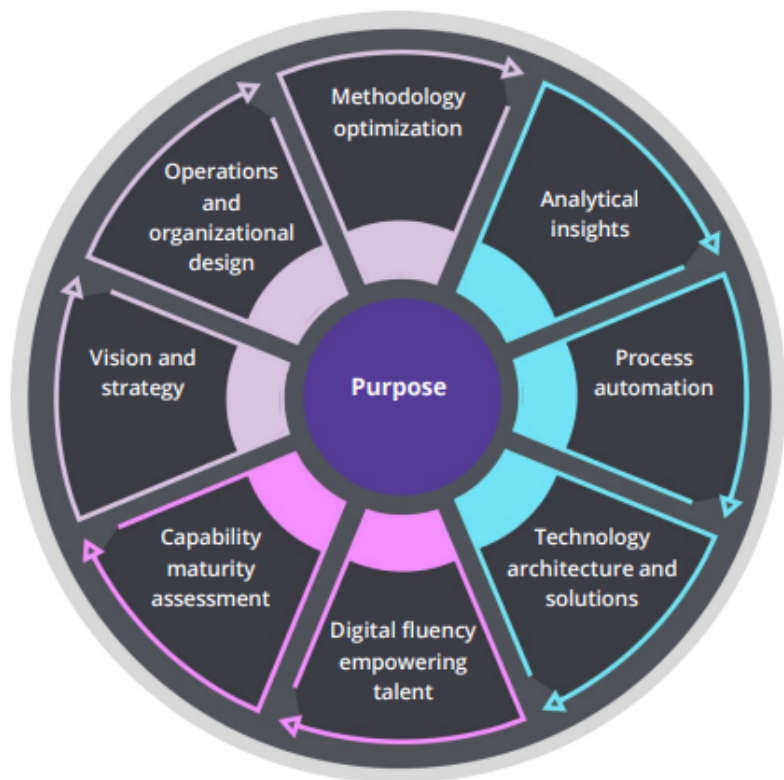 Methodology
optimization
Analytical
insights
Process
automation
Technology
architecture and
solutions
Digital fluency
empowering
talent
Capability
maturity
assessment
Vision and
strategy
Operations
and
organizational
design
Purpose